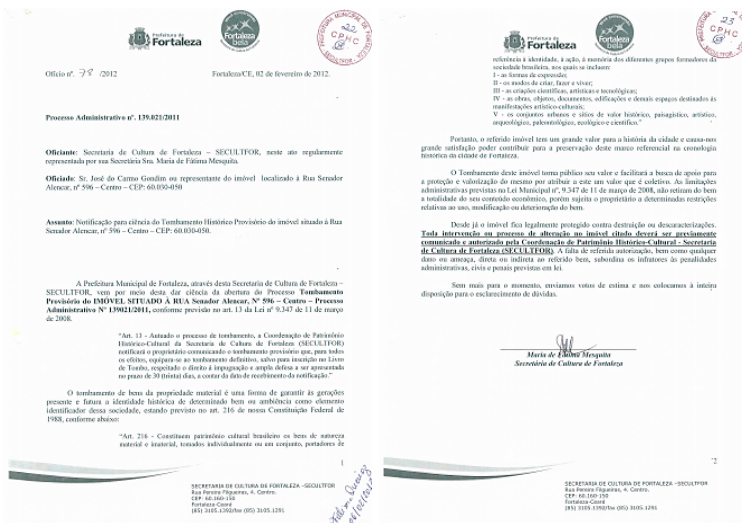 Prefeitura de
Fortaleza
Fortaleza
bela
PREFEITURA MUNICIPAL DE FORTALEZA
22
CPHC
SECULTFOR
Ofício nº. 78 /2012
Fortaleza/CE, 02 de fevereiro de 2012.
Processo Administrativo nº. 139.021/2011
Oficiante: Secretaria de Cultura de Fortaleza – SECULTFOR, neste ato regularmente
representada por sua Secretária Sra. Maria de Fátima Mesquita.
Oficiado: Sr. José do Carmo Gondim ou representante do imóvel localizado à Rua Senador
Alencar, nº 596 – Centro – CEP: 60.030-050
Assunto: Notificação para ciência do Tombamento Histórico Provisório do imóvel situado à Rua
Senador Alencar, nº 596 – Centro – CEP: 60.030-050.
A Prefeitura Municipal de Fortaleza, através desta Secretaria de Cultura de Fortaleza –
SECULTFOR, vem por meio desta dar ciência da abertura do Processo Tombamento
Provisório do IMÓVEL SITUADO À RUA Senador Alencar, Nº 596 – Centro – Processo
Administrativo Nº 139021/2011, conforme previsto no art. 13 da Lei nº 9.347 de 11 de março
de 2008.
"Art. 13 - Autuado o processo de tombamento, a Coordenação de Patrimônio
Histórico-Cultural da Secretaria de Cultura de Fortaleza (SECULTFOR)
notificará o proprietário comunicando o tombamento provisório que, para todos
os efeitos, equipara-se ao tombamento definitivo, salvo para inscrição no Livro
de Tombo, respeitado o direito à impugnação e ampla defesa a ser apresentada
no prazo de 30 (trinta) dias, a contar da data de recebimento da notificação."
O tombamento de bens da propriedade material é uma forma de garantir às gerações
presente e futura a identidade histórica de determinado bem ou ambiência como elemento
identificador dessa sociedade, estando previsto no art. 216 de nossa Constituição Federal de
1988, conforme abaixo:
"Art. 216 - Constituem patrimônio cultural brasileiro os bens de natureza
material e imaterial, tomados individualmente ou em conjunto, portadores de
1
SECRETARIA DE CULTURA DE FORTALEZA –SECULTFOR
Rua Pereira Filgueiras, 4. Centro.
CEP: 60.160-150
Fortaleza-Ceará
(85) 3105.1392/fax (85) 3105.1291
Prefeitura de
Fortaleza
Fortaleza
bela
23
CPHC
SECULTFOR
referência à identidade, à ação, à memória dos diferentes grupos formadores da
sociedade brasileira, nos quais se incluem:
I - as formas de expressão;
II - os modos de criar, fazer e viver;
III - as criações científicas, artísticas e tecnológicas;
IV - as obras, objetos, documentos, edificações e demais espaços destinados às
manifestações artístico-culturais;
V - os conjuntos urbanos e sítios de valor histórico, paisagístico, artístico,
arqueológico, paleontológico, ecológico e científico."
Portanto, o referido imóvel tem um grande valor para a história da cidade e causa-nos
grande satisfação poder contribuir para a preservação deste marco referencial na cronologia
histórica da cidade de Fortaleza.
O Tombamento deste imóvel torna público seu valor e facilitará a busca de apoio para
a proteção e valorização do mesmo por atribuir a este um valor que é coletivo. As limitações
administrativas previstas na Lei Municipal nº. 9.347 de 11 de março de 2008, não retiram do bem
a totalidade do seu conteúdo econômico, porém sujeita o proprietário a determinadas restrições
relativas ao uso, modificação ou deterioração do bem.
Desde já o imóvel fica legalmente protegido contra destruição ou descaracterizações.
Toda intervenção ou processo de alteração no imóvel citado deverá ser previamente
comunicado e autorizado pela Coordenação de Patrimônio Histórico-Cultural - Secretaria
de Cultura de Fortaleza (SECULTFOR). A falta de referida autorização, bem como qualquer
dano ou ameaça, direta ou indireta ao referido bem, subordina os infratores às penalidades
administrativas, civis e penais previstas em lei.
Sem mais para o momento, enviamos votos de estima e nos colocamos à inteira
disposição para o esclarecimento de dúvidas.
Maria de Fátima Mesquita
Secretária de Cultura de Fortaleza
2
SECRETARIA DE CULTURA DE FORTALEZA –SECULTFOR
Rua Pereira Filgueiras, 4. Centro.
CEP: 60.160-150
Fortaleza-Ceará
(85) 3105.1392/fax (85) 3105.1291